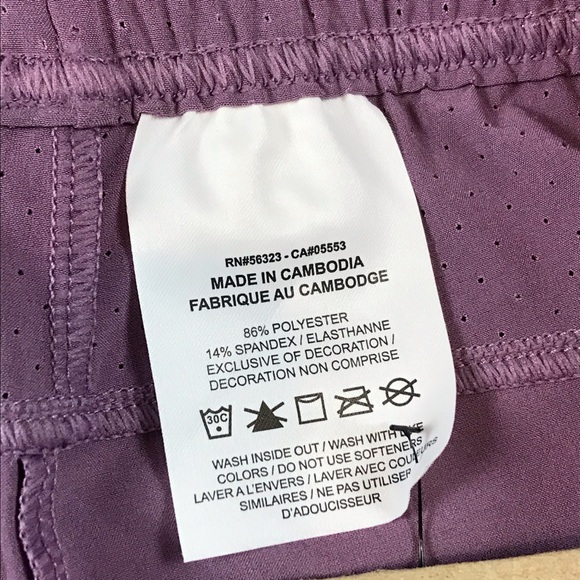 RN#56323 - CA#05553
MADE IN CAMBODIA
FABRIQUE AU CAMBODGE
86% POLYESTER
14% SPANDEX / ELASTHANNE
EXCLUSIVE OF DECORATION /
DECORATION NON COMPRISE
30C
WASH INSIDE OUT / WASH WITH LIKE
COLORS / DO NOT USE SOFTENERS
LAVER A L'ENVERS / LAVER AVEC COULEURS
SIMILAIRES / NE PAS UTILISER
D'ADOUCISSEUR